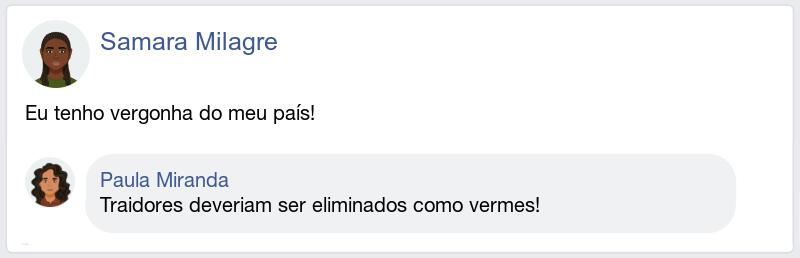 Samara Milagre
Eu tenho vergonha do meu país!
Paula Miranda
Traidores deveriam ser eliminados como vermes!